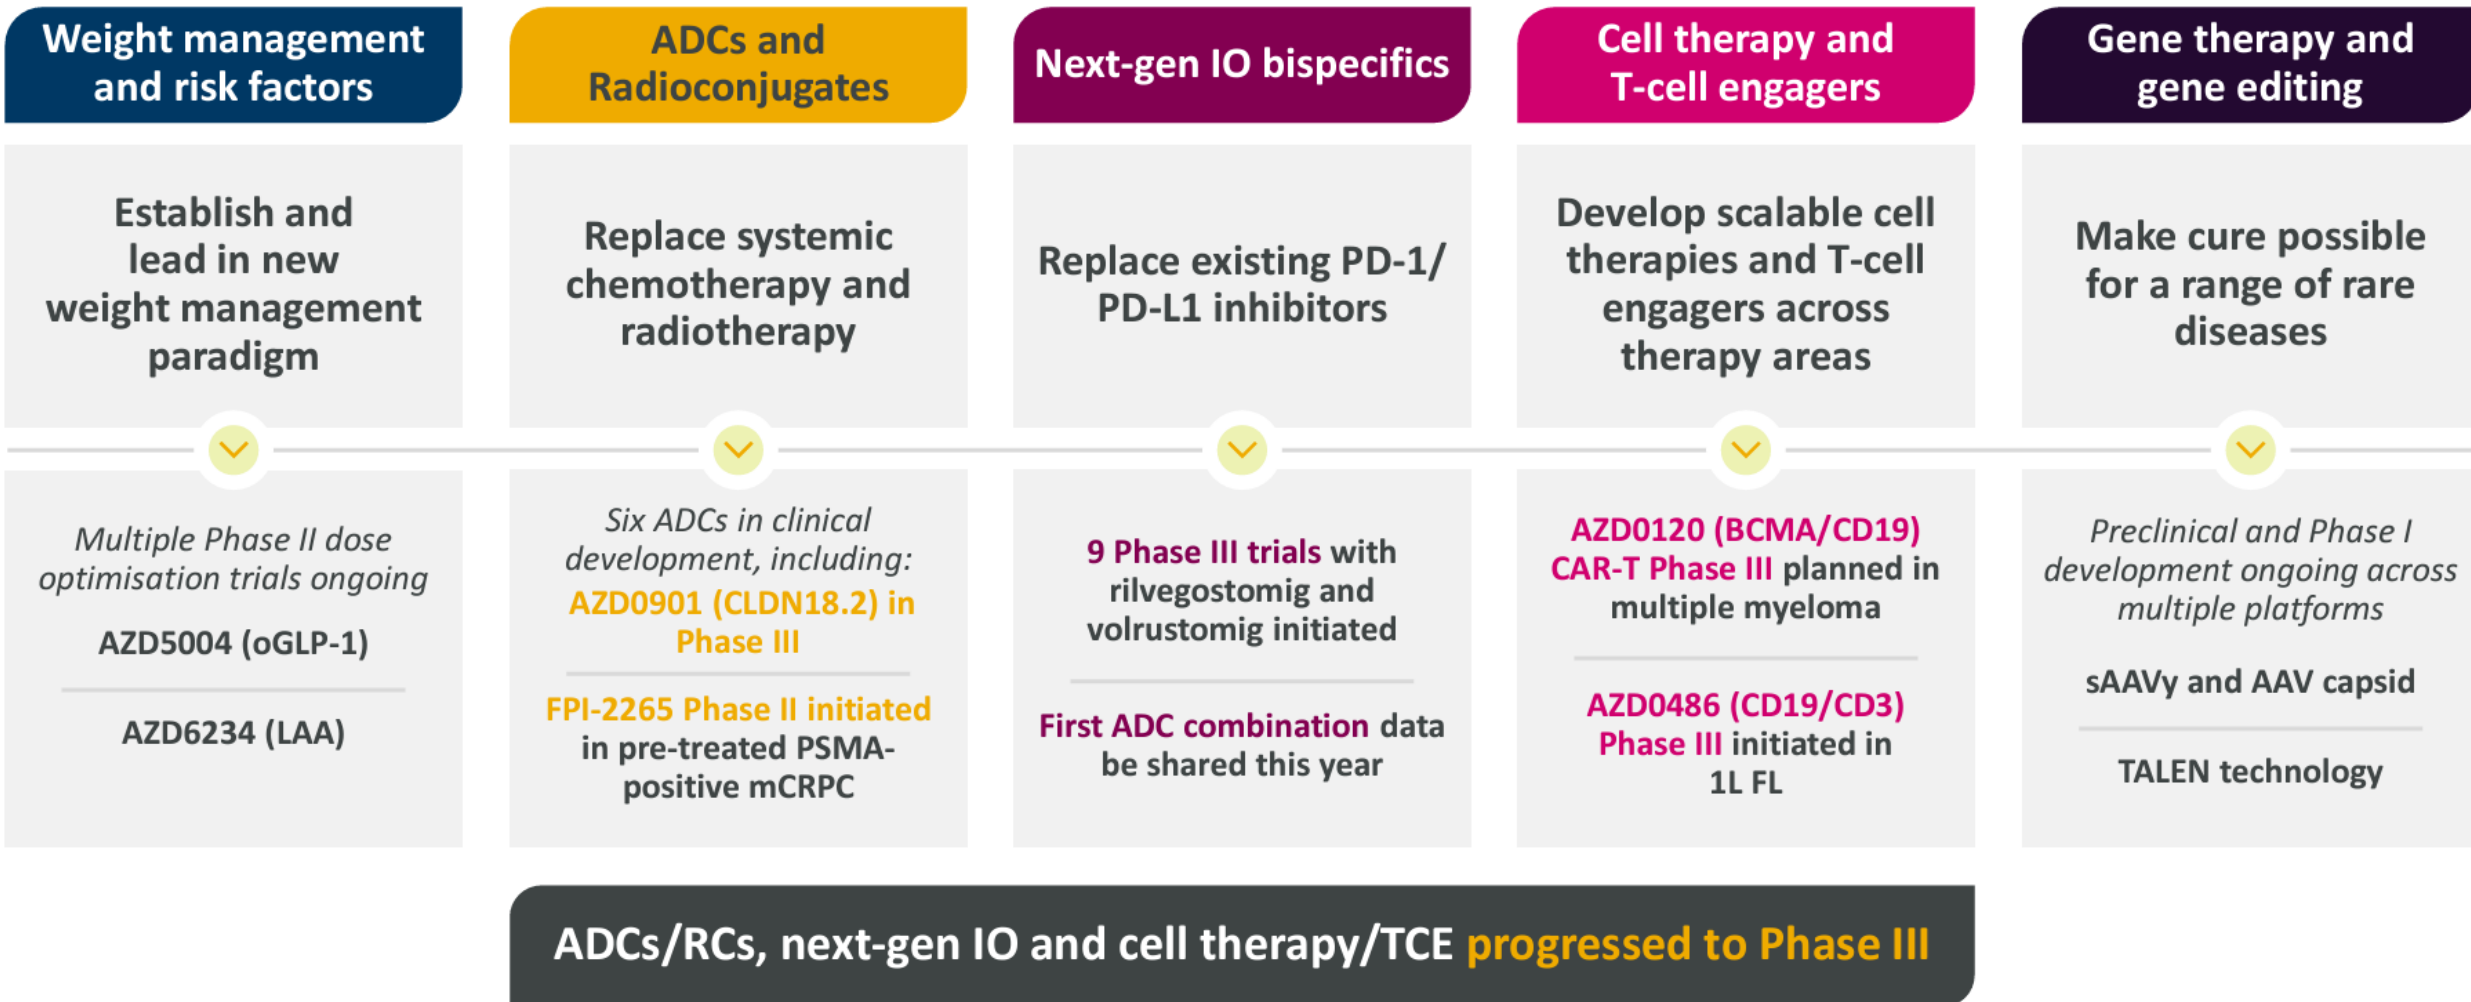 Weight management
and risk factors
Establish and
lead in new
weight management
paradigm
Multiple Phase II dose
optimisation trials ongoing
AZD5004 (oGLP-1)
AZD6234 (LAA)
ADCs and
Radioconjugates
Replace systemic
chemotherapy and
radiotherapy
Six ADCs in clinical
development, including:
AZD0901 (CLDN18.2) in
Phase III
FPI-2265 Phase II initiated
in pre-treated PSMA-
positive mCRPC
Next-gen IO bispecifics
Replace existing PD-1/
PD-L1 inhibitors
9 Phase III trials with
rilvegostomig and
volrustomig initiated
First ADC combination data
be shared this year
Cell therapy and
T-cell engagers
Develop scalable cell
therapies and T-cell
engagers across
therapy areas
AZD0120 (BCMA/CD19)
CAR-T Phase III planned in
multiple myeloma
AZD0486 (CD19/CD3)
Phase III initiated in
1L FL
Gene therapy and
gene editing
Make cure possible
for a range of rare
diseases
Preclinical and Phase I
development ongoing across
multiple platforms
sAAVy and AAV capsid
TALEN technology
ADCs/RCs, next-gen IO and cell therapy/TCE progressed to Phase III